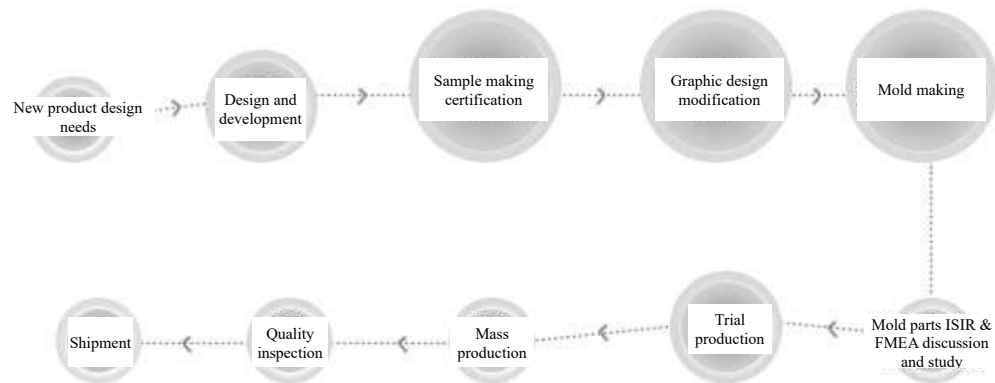 New product design
needs
Design and
development
Sample making
certification
Graphic design
modification
Mold making
Mold parts ISIR &
FMEA discussion
and study
Trial
production
Mass
production
Quality
inspection
Shipment